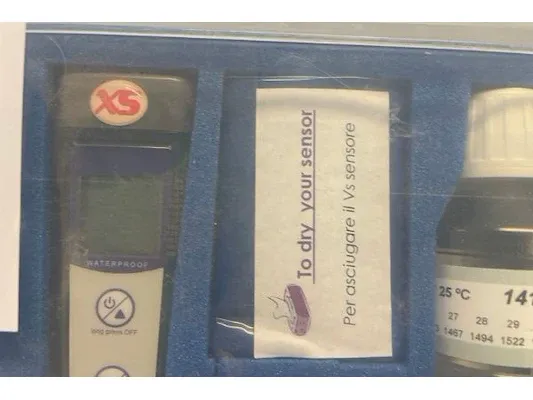 XS
WATERPROOF
long press OFF
To dry your sensor
Per asciugare il Vs sensore
25 °C 141
27 28 29
1467 1494 1522